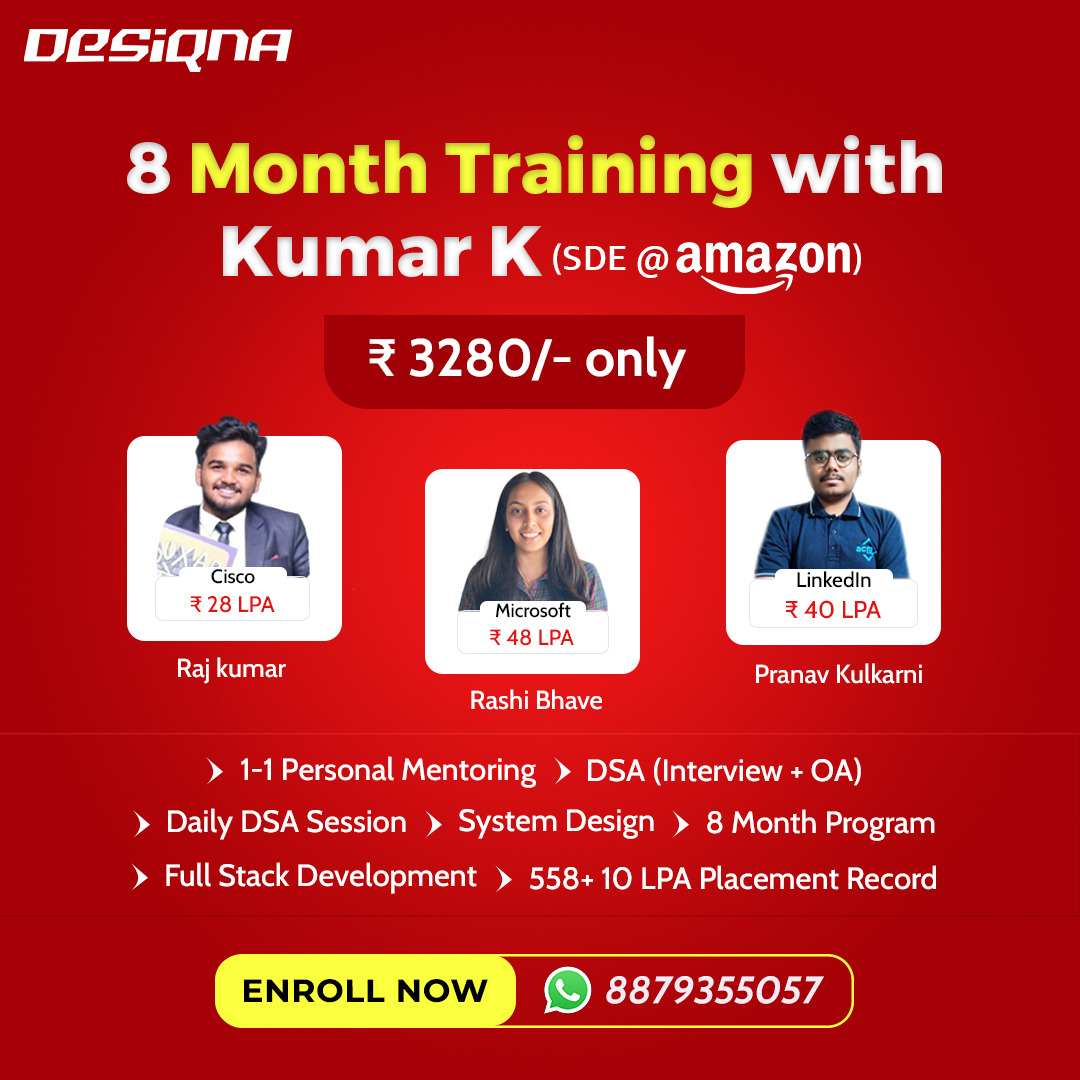 DESIQNA
8 Month Training with
Kumar K (SDE @ amazon)
₹ 3280/- only
Cisco
₹ 28 LPA
Raj kumar
Microsoft
₹ 48 LPA
Rashi Bhave
acm
LinkedIn
₹ 40 LPA
Pranav Kulkarni
1-1 Personal Mentoring DSA (Interview + OA)
Daily DSA Session System Design 8 Month Program
Full Stack Development 558+ 10 LPA Placement Record
ENROLL NOW 8879355057